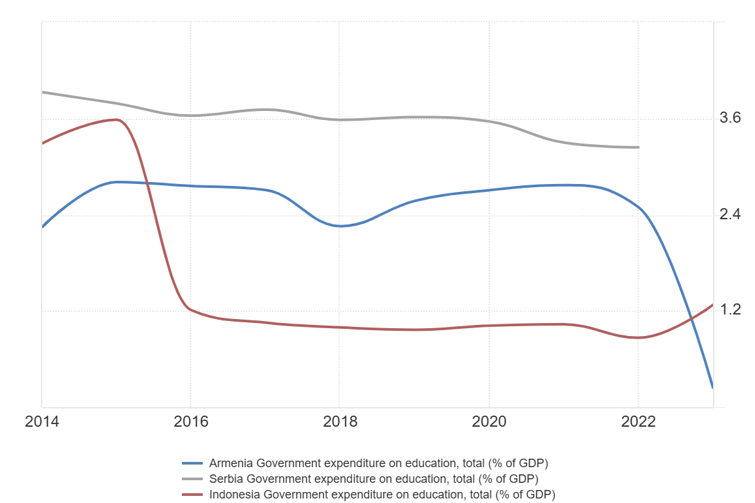 3.6
2.4
1.2
2014 2016 2018 2020 2022
Armenia Government expenditure on education, total (% of GDP)
Serbia Government expenditure on education, total (% of GDP)
Indonesia Government expenditure on education, total (% of GDP)